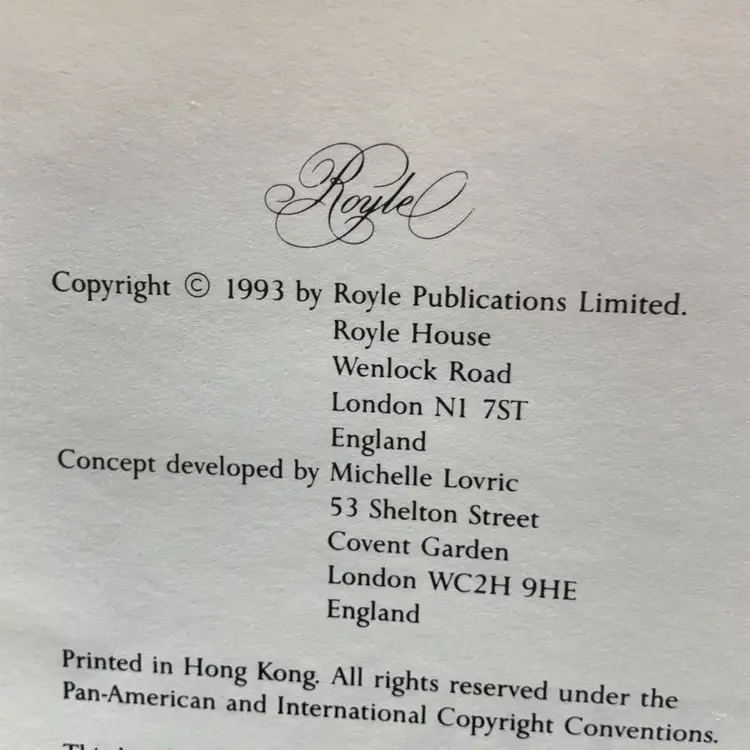 Royle
Copyright © 1993 by Royle Publications Limited.
Royle House
Wenlock Road
London N1 7ST
England
Concept developed by Michelle Lovric
53 Shelton Street
Covent Garden
London WC2H 9HE
England
Printed in Hong Kong. All rights reserved under the
Pan-American and International Copyright Conventions.